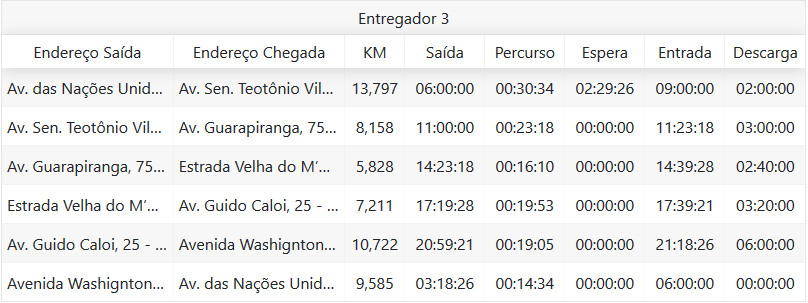 Entregador 3
Endereço Saída Endereço Chegada KM Saída Percurso Espera Entrada Descarga
Av. das Nações Unid... Av. Sen. Teotônio Vil... 13,797 06:00:00 00:30:34 02:29:26 09:00:00 02:00:00
Av. Sen. Teotônio Vil... Av. Guarapiranga, 75... 8,158 11:00:00 00:23:18 00:00:00 11:23:18 03:00:00
Av. Guarapiranga, 75... Estrada Velha do M’... 5,828 14:23:18 00:16:10 00:00:00 14:39:28 02:40:00
Estrada Velha do M’... Av. Guido Caloi, 25 - ... 7,211 17:19:28 00:19:53 00:00:00 17:39:21 03:20:00
Av. Guido Caloi, 25 - ... Avenida Washignton... 10,722 20:59:21 00:19:05 00:00:00 21:18:26 06:00:00
Avenida Washignton... Av. das Nações Unid... 9,585 03:18:26 00:14:34 00:00:00 06:00:00 00:00:00